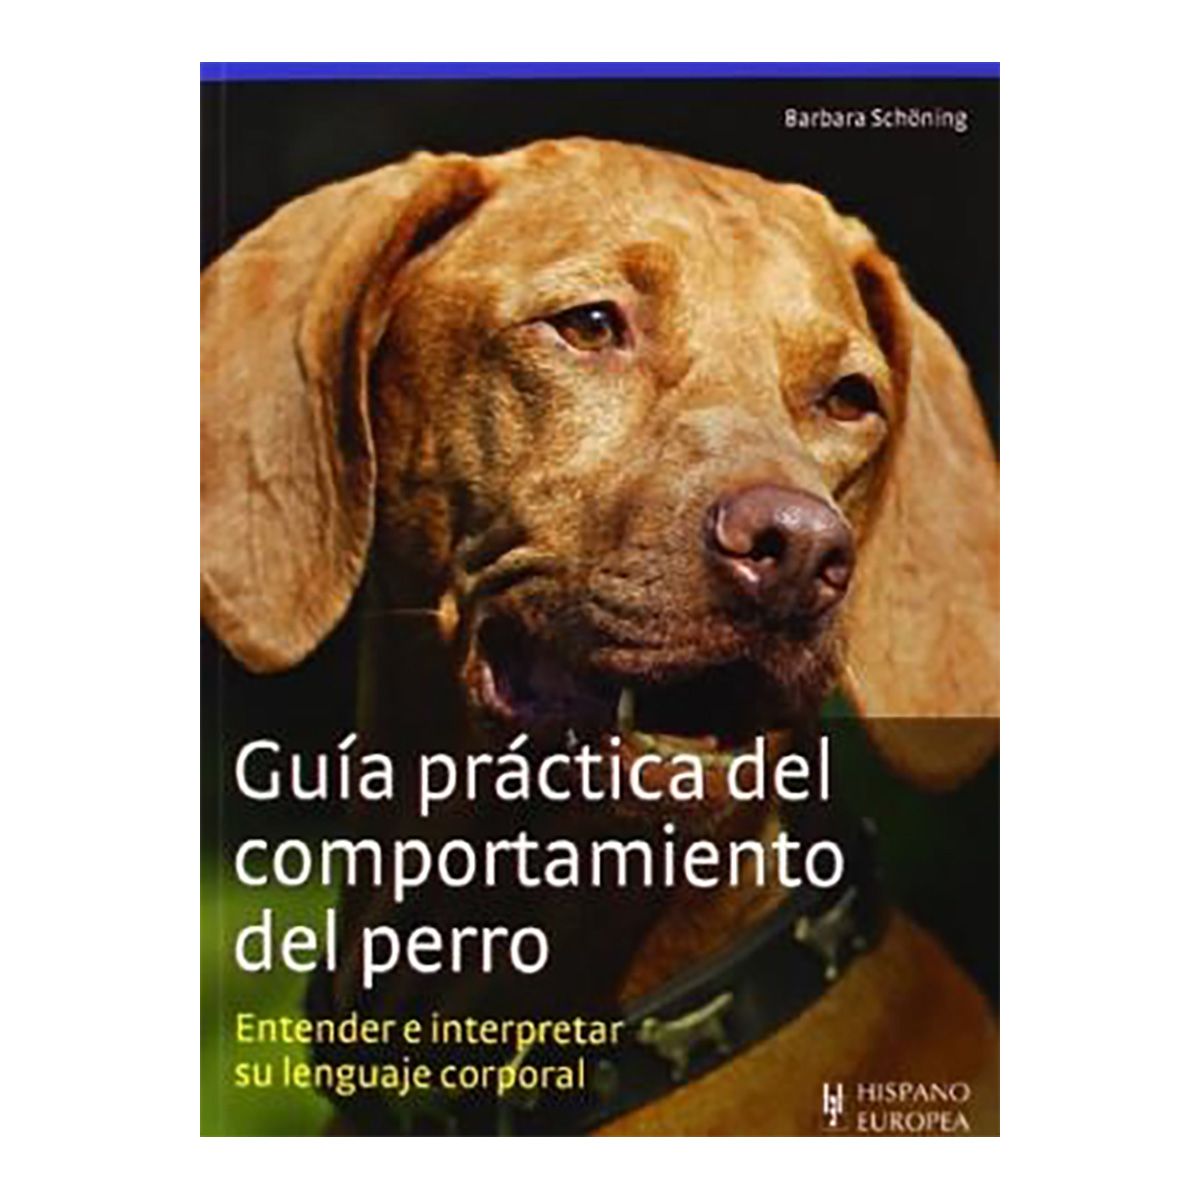 Barbara Schöning
Guía práctica del
comportamiento
del perro
Entender e interpretar
su lenguaje corporal
HISPANO
EUROPEA